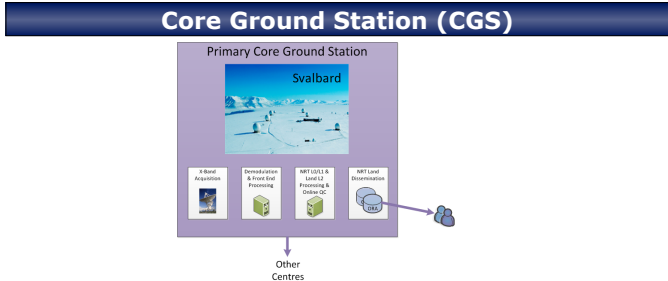 Core Ground Station (CGS)
Primary Core Ground Station
Svalbard
X-Band
Acquisition
Demodulation
& Front End
Processing
NRT L0/L1 &
Land L2
Processing &
Online QC
NRT Land
Dissemination
ORA
Other
Centres